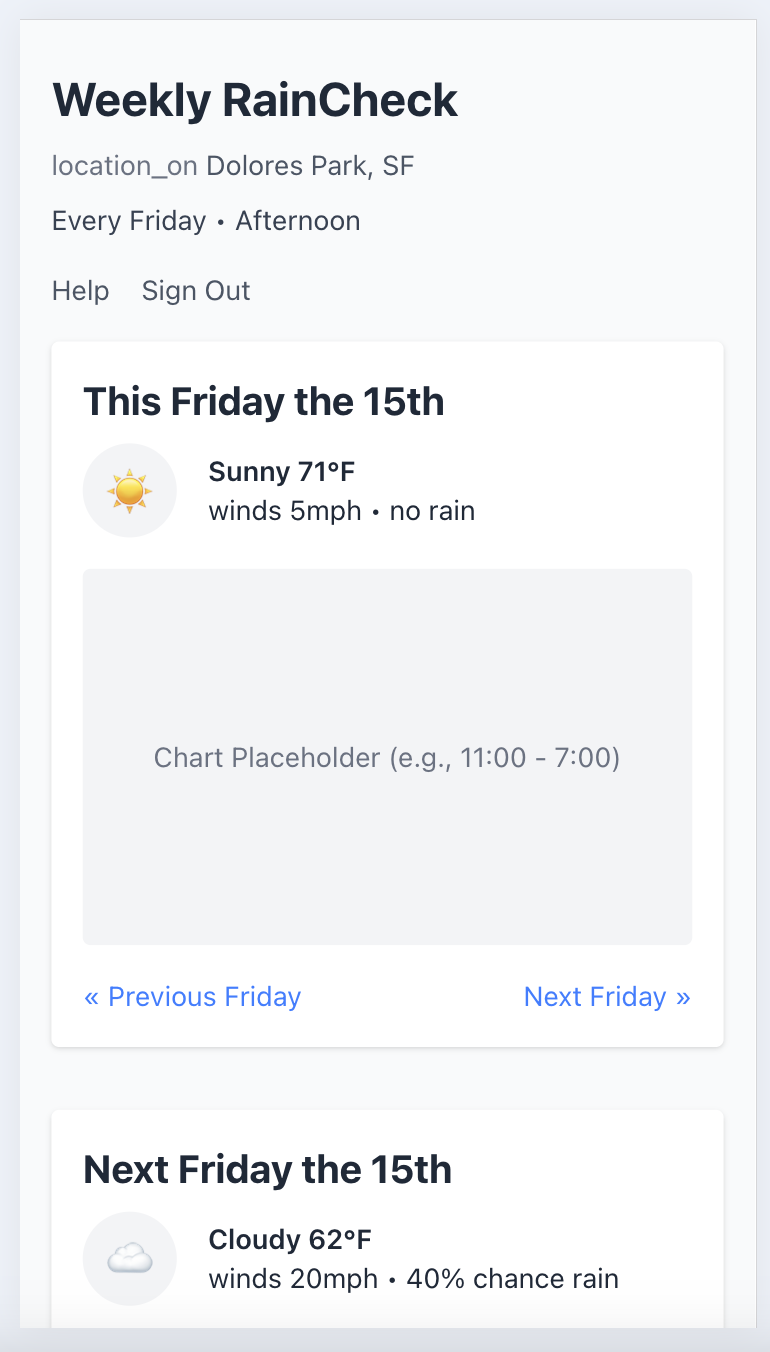 Weekly RainCheck
location_on Dolores Park, SF
Every Friday • Afternoon
Help Sign Out
This Friday the 15th
Sunny 71°F
winds 5mph • no rain
Chart Placeholder (e.g., 11:00 - 7:00)
« Previous Friday Next Friday »
Next Friday the 15th
Cloudy 62°F
winds 20mph • 40% chance rain